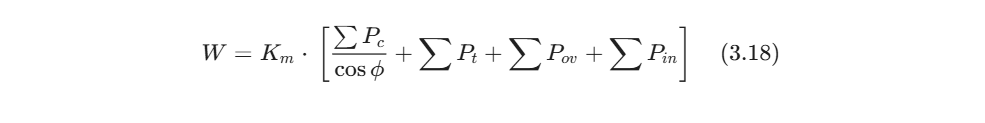 W = K_m · [ ∑ P_c / cos ϕ + ∑ P_t + ∑ P_ov + ∑ P_in ] (3.18)